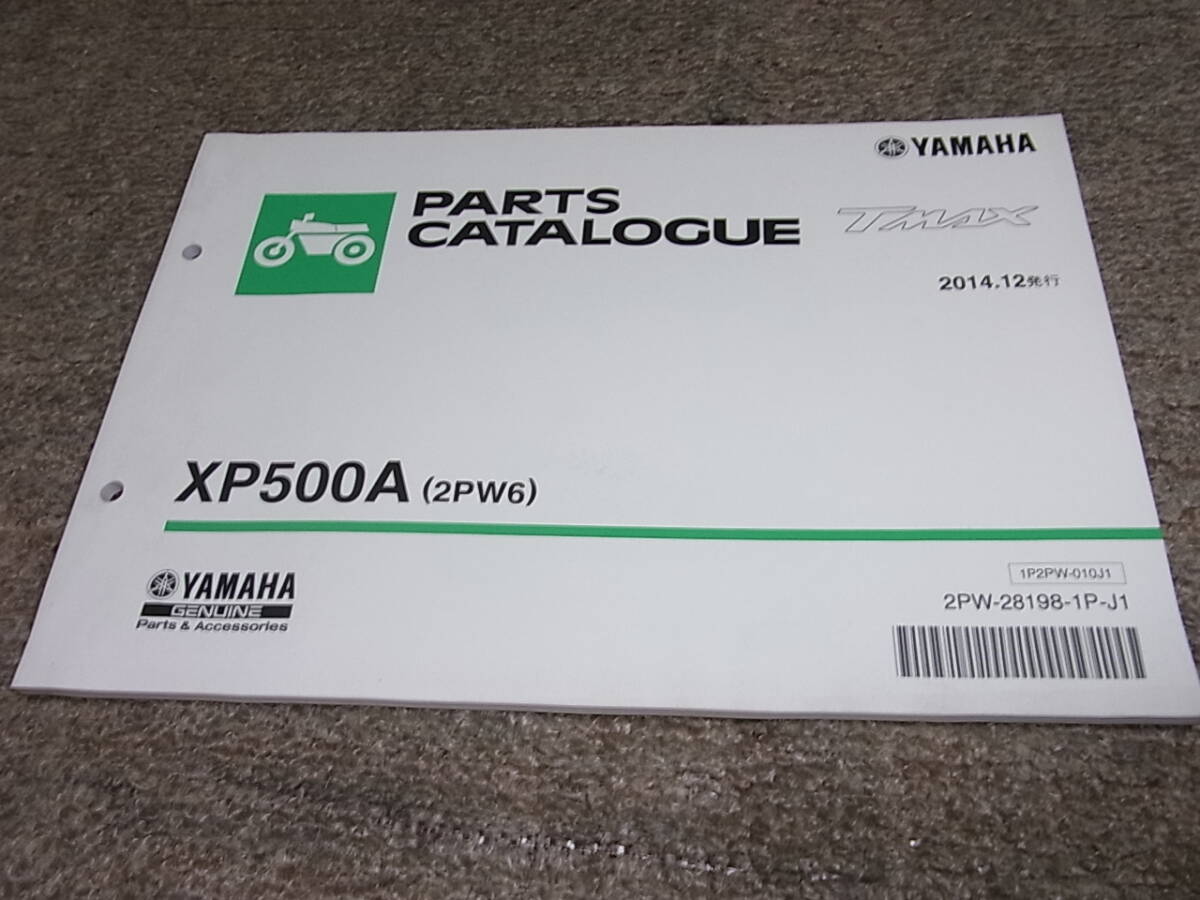 YAMAHA
PARTS
CATALOGUE
TMAX
2014.12発行
XP500A (2PW6)
YAMAHA
GENUINE
Parts & Accessories
1P2PW-010J1
2PW-28198-1P-J1